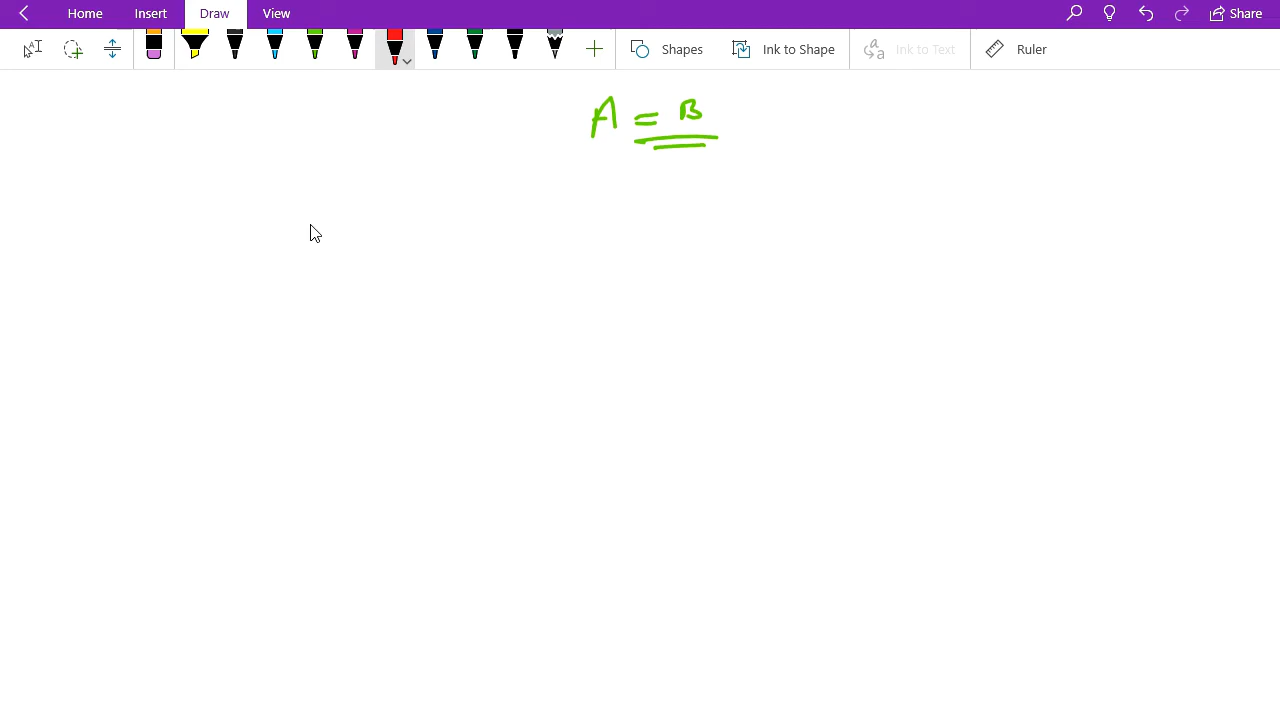 Home Insert Draw View Share
Shapes Ink to Shape Ink to Text Ruler
A = B